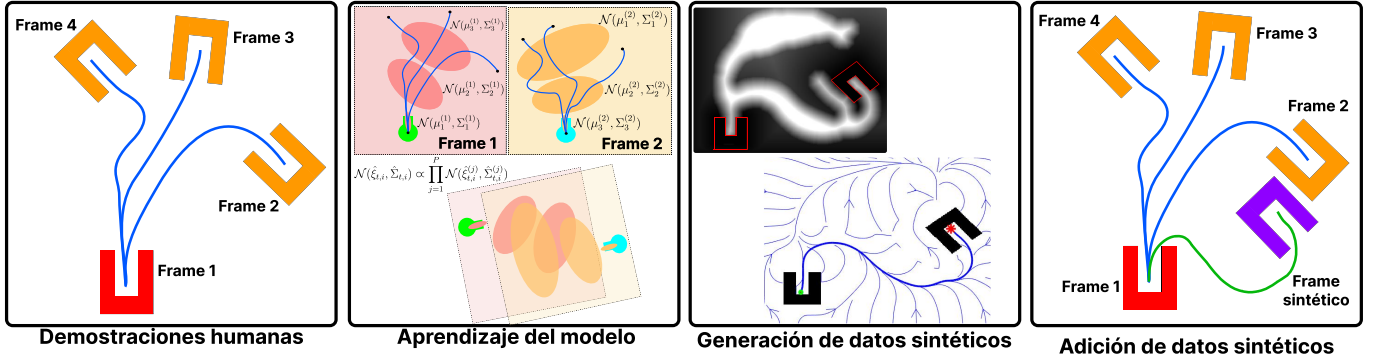 Frame 4
Frame 3
Frame 2
Frame 1
Demostraciones humanas
𝒩(μ₃⁽¹⁾, Σ₃⁽¹⁾)
𝒩(μ₂⁽¹⁾, Σ₂⁽¹⁾)
𝒩(μ₁⁽¹⁾, Σ₁⁽¹⁾)
Frame 1
𝒩(μ₁⁽²⁾, Σ₁⁽²⁾)
𝒩(μ₂⁽²⁾, Σ₂⁽²⁾)
𝒩(μ₃⁽²⁾, Σ₃⁽²⁾)
Frame 2
𝒩(ξ̂ₜ,ᵢ, Σ̂ₜ,ᵢ) ∝ ∏ⱼ₌₁ᴾ 𝒩(ξ̂ₜ,ᵢ⁽ʲ⁾, Σ̂ₜ,ᵢ⁽ʲ⁾)
Aprendizaje del modelo
Generación de datos sintéticos
Frame 4
Frame 3
Frame 2
Frame 1
Frame
sintético
Adición de datos sintéticos